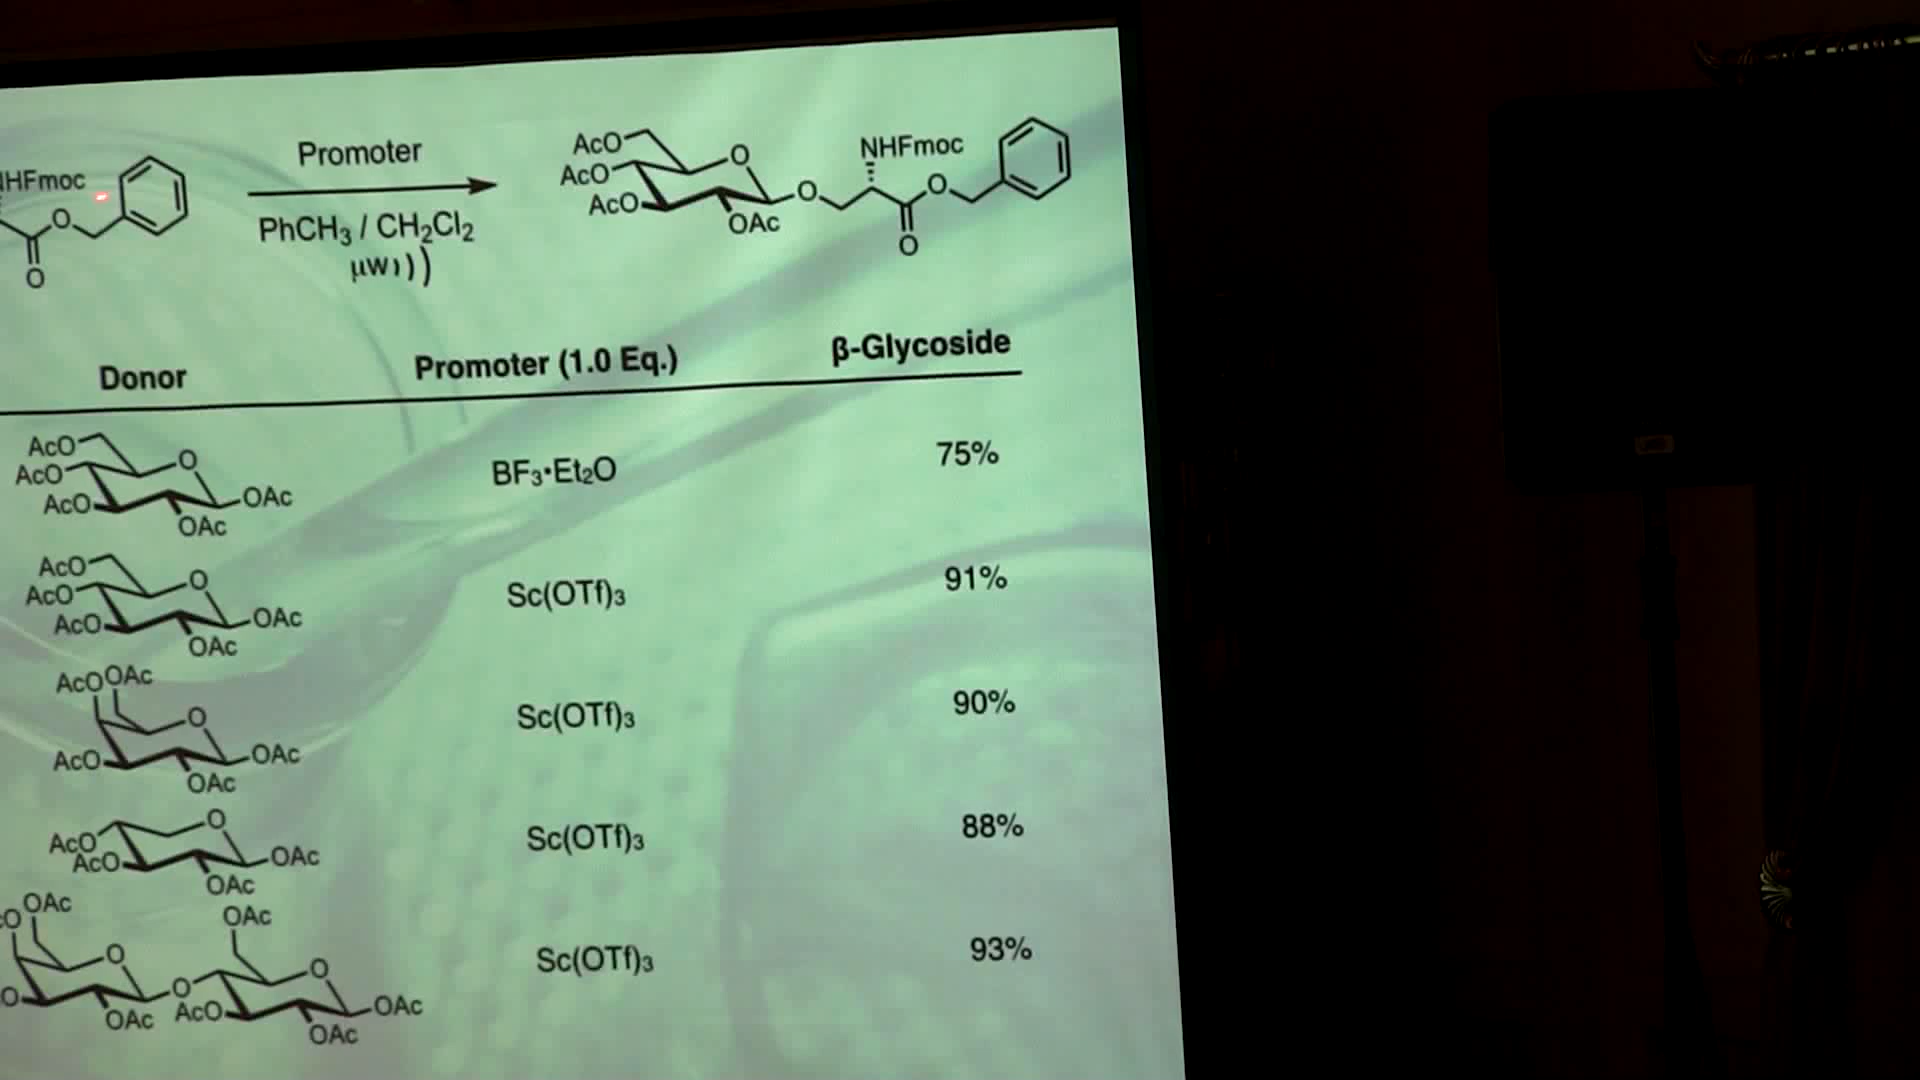 Promoter
NHFmoc
O
O
PhCH3 / CH2Cl2
μw)))
AcO
AcO
AcO
O
OAc
O
NHFmoc
O
O
Donor Promoter (1.0 Eq.) β-Glycoside
AcO
AcO
AcO
O
OAc
OAc
BF3•Et2O 75%
AcO
AcO
AcO
O
OAc
OAc
Sc(OTf)3 91%
AcO OAc
O
AcO
OAc
OAc
Sc(OTf)3 90%
O
AcO
AcO
OAc
OAc
Sc(OTf)3 88%
OAc
OAc
O
O
O
O
OAc
AcO
OAc
OAc
Sc(OTf)3 93%